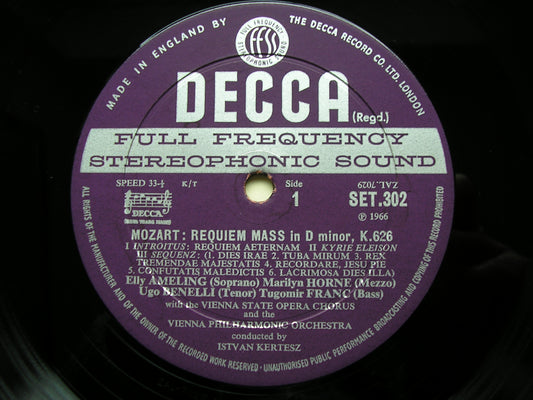 MADE IN ENGLAND BY
THE DECCA RECORD CO. LTD. LONDON
FULL FREQUENCY
FFSS
STEREOPHONIC SOUND
DECCA
(Regd.)
FULL FREQUENCY
STEREOPHONIC SOUND
SPEED 33-⅓
K/T
Side
1
ZAL.7029
SET.302
DECCA
℗ 1966
MOZART: REQUIEM MASS in D minor, K.626
I INTROITUS: REQUIEM AETERNAM II KYRIE ELEISON
III SEQUENZ: (1. DIES IRAE 2. TUBA MIRUM 3. REX
TREMENDAE MAJESTATIS 4. RECORDARE, JESU PIE
5. CONFUTATIS MALEDICTIS 6. LACRIMOSA DIES ILLA)
Elly AMELING (Soprano) Marilyn HORNE (Mezzo)
Ugo BENELLI (Tenor) Tugomir FRANC (Bass)
with the VIENNA STATE OPERA CHORUS
and the
VIENNA PHILHARMONIC ORCHESTRA
conducted by
ISTVAN KERTESZ
ALL RIGHTS OF THE MANUFACTURER AND OF THE OWNER OF THE RECORDED WORK RESERVED · UNAUTHORISED PUBLIC PERFORMANCE BROADCASTING AND COPYING OF THIS RECORD PROHIBITED